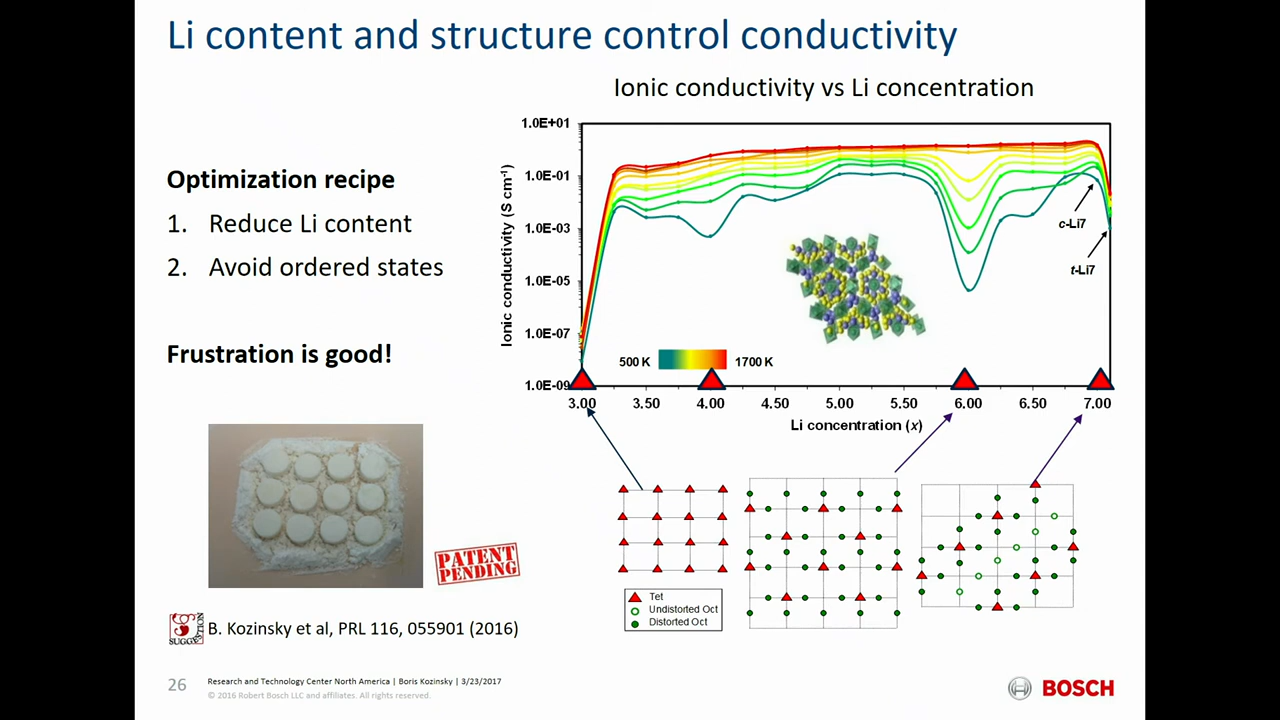 Li content and structure control conductivity
Ionic conductivity vs Li concentration
Optimization recipe
1. Reduce Li content
2. Avoid ordered states
Frustration is good!
Ionic conductivity (S cm⁻¹)
1.0E+01
1.0E-01
1.0E-03
1.0E-05
1.0E-07
1.0E-09
c-Li7
t-Li7
500 K
1700 K
3.00 3.50 4.00 4.50 5.00 5.50 6.00 6.50 7.00
Li concentration (x)
Tet
Undistorted Oct
Distorted Oct
PATENT
PENDING
B. Kozinsky et al, PRL 116, 055901 (2016)
26
Research and Technology Center North America | Boris Kozinsky | 3/23/2017
© 2016 Robert Bosch LLC and affiliates. All rights reserved.
BOSCH